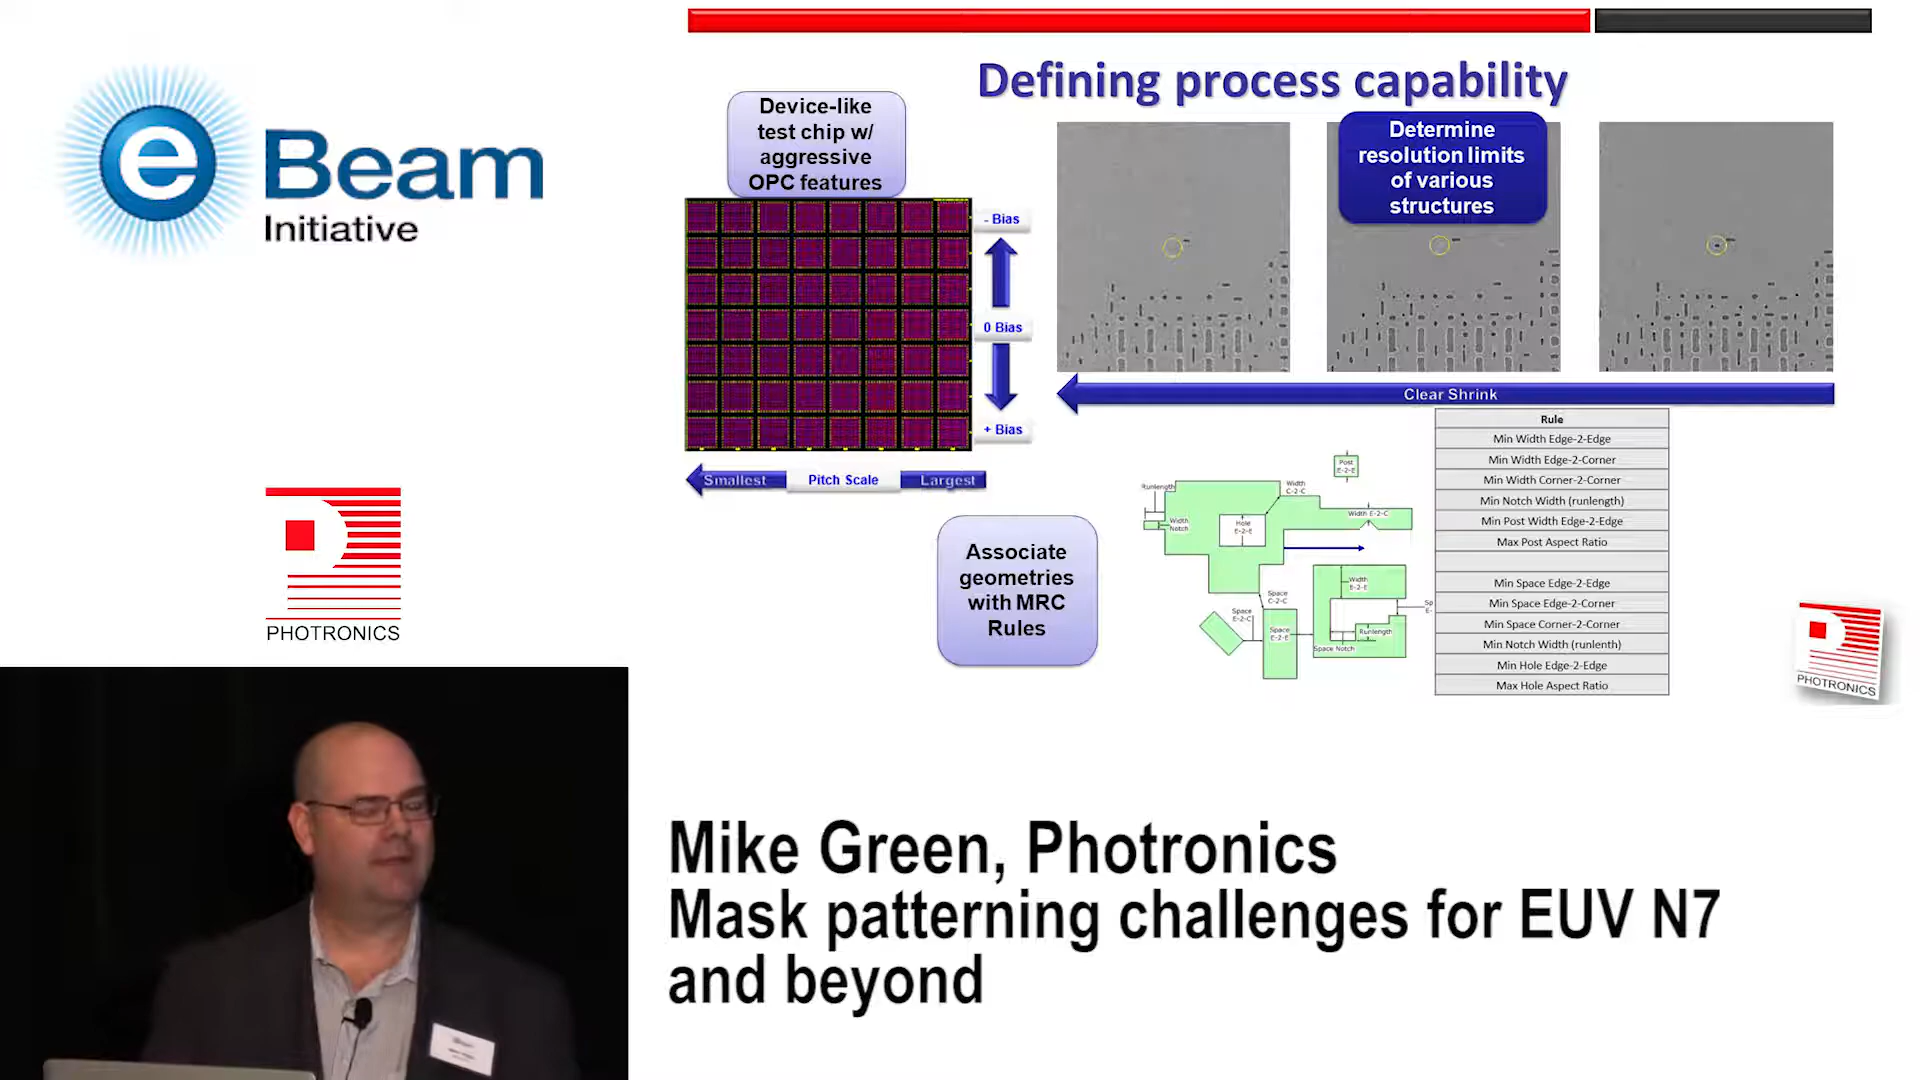 e Beam
Initiative
PHOTRONICS
Defining process capability
Device-like
test chip w/
aggressive
OPC features
- Bias
0 Bias
+ Bias
Smallest
Pitch Scale
Largest
Determine
resolution limits
of various
structures
Clear Shrink
Associate
geometries
with MRC
Rules
Runlength
Width
Notch
Hole
E-2-E
Width
C-2-C
Post
E-2-E
Width E-2-C
Width
E-2-E
Space
C-2-C
Space
E-2-C
Space
E-2-E
Runlength
Space Notch
Sp
E-
Rule
Min Width Edge-2-Edge
Min Width Edge-2-Corner
Min Width Corner-2-Corner
Min Notch Width (runlength)
Min Post Width Edge-2-Edge
Max Post Aspect Ratio
Min Space Edge-2-Edge
Min Space Edge-2-Corner
Min Space Corner-2-Corner
Min Notch Width (runlenth)
Min Hole Edge-2-Edge
Max Hole Aspect Ratio
PHOTRONICS
Mike Green, Photronics
Mask patterning challenges for EUV N7
and beyond